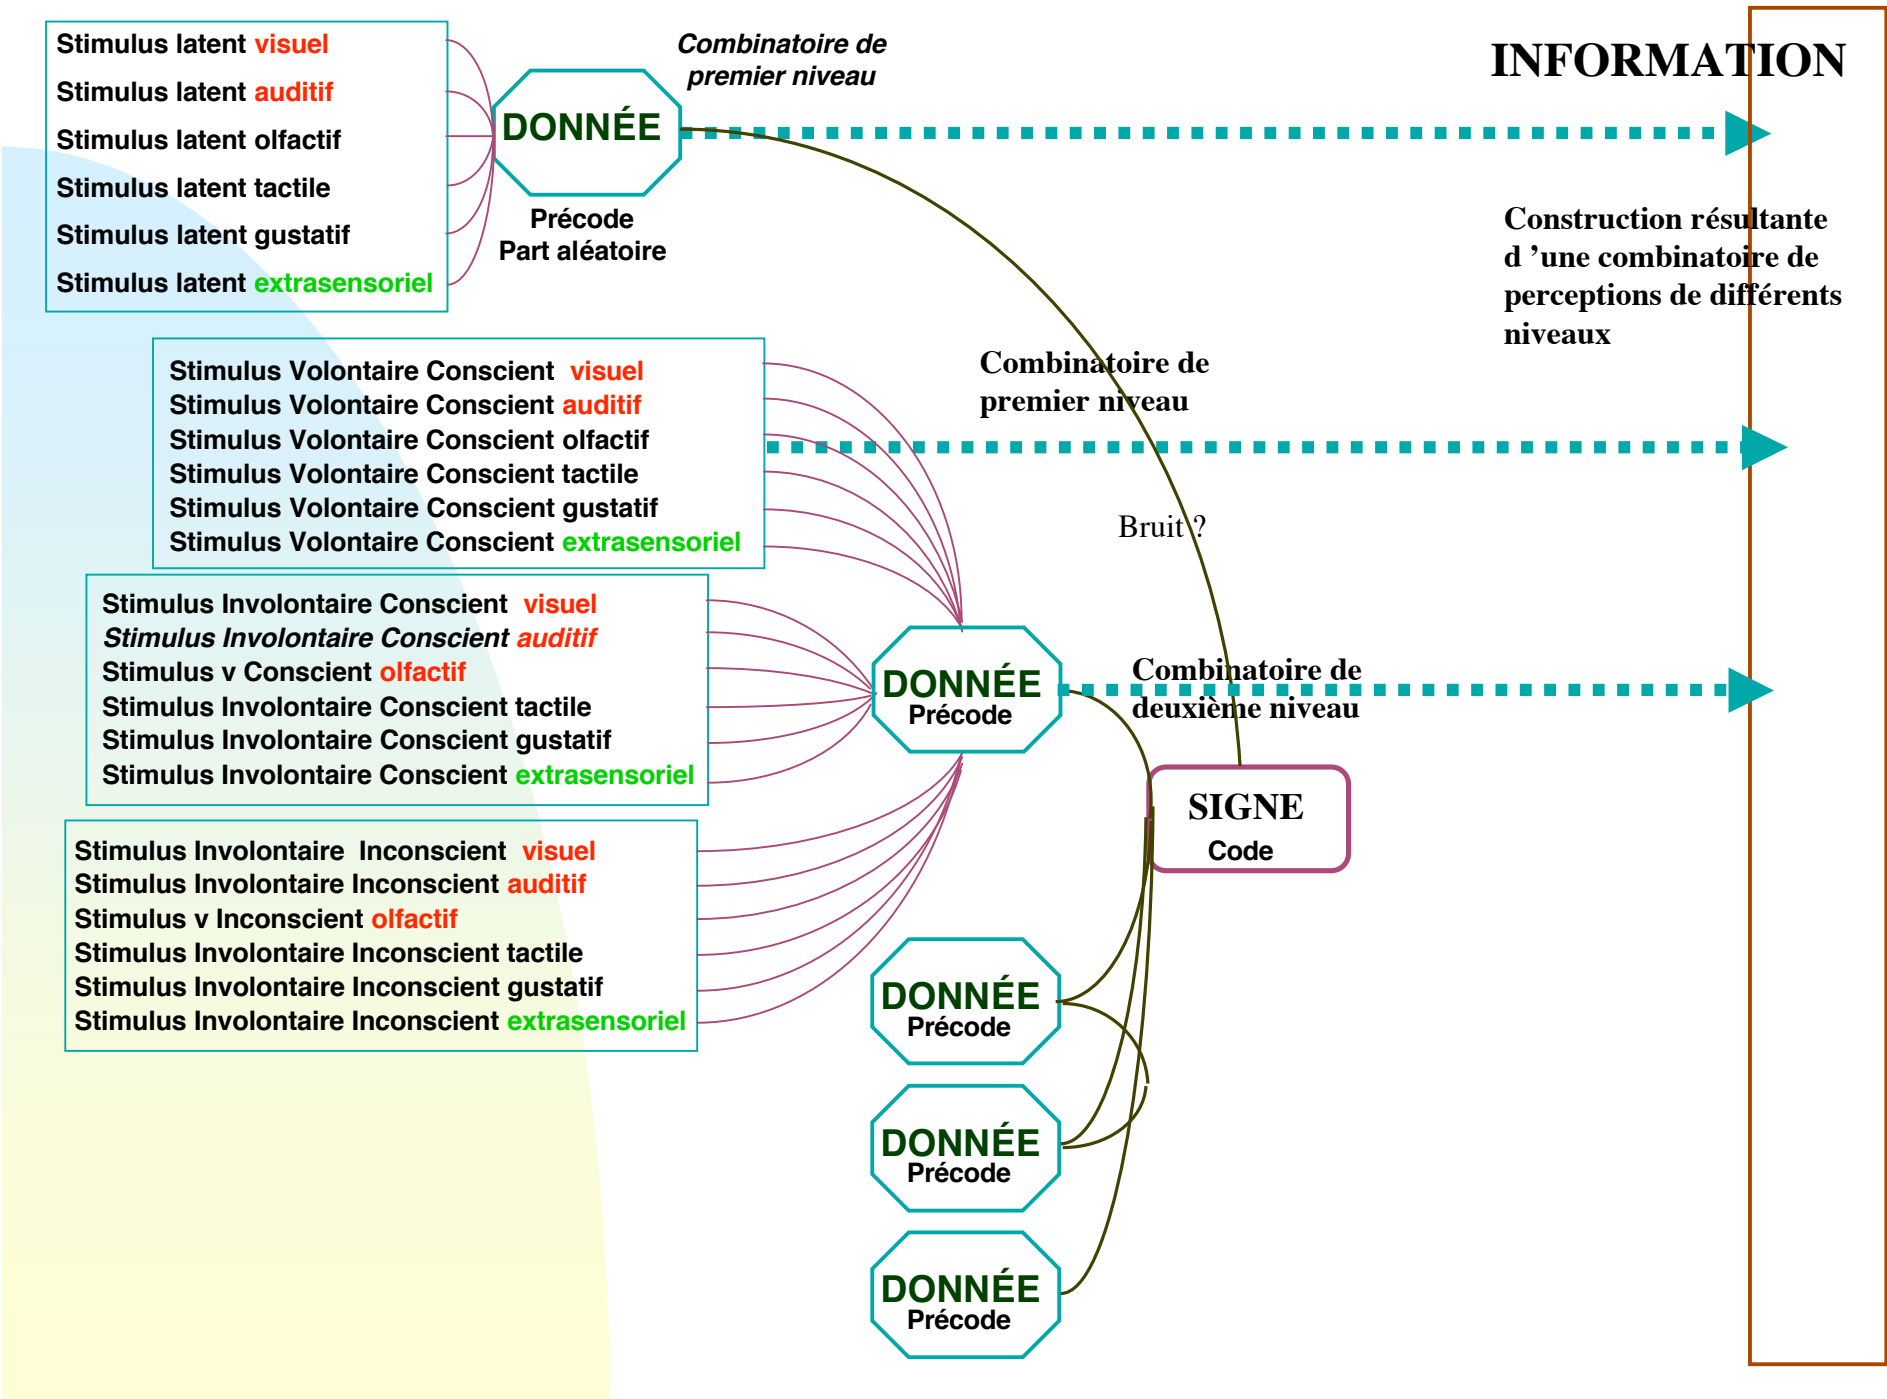 Stimulus latent visuel
Stimulus latent auditif
Stimulus latent olfactif
Stimulus latent tactile
Stimulus latent gustatif
Stimulus latent extrasensoriel
DONNÉE
Précode
Part aléatoire
Combinatoire de
premier niveau
INFORMATION
Construction résultante
d ’une combinatoire de
perceptions de différents
niveaux
Stimulus Volontaire Conscient visuel
Stimulus Volontaire Conscient auditif
Stimulus Volontaire Conscient olfactif
Stimulus Volontaire Conscient tactile
Stimulus Volontaire Conscient gustatif
Stimulus Volontaire Conscient extrasensoriel
Combinatoire de
premier niveau
Bruit ?
Stimulus Involontaire Conscient visuel
Stimulus Involontaire Conscient auditif
Stimulus v Conscient olfactif
Stimulus Involontaire Conscient tactile
Stimulus Involontaire Conscient gustatif
Stimulus Involontaire Conscient extrasensoriel
DONNÉE
Précode
Combinatoire de
deuxième niveau
SIGNE
Code
Stimulus Involontaire Inconscient visuel
Stimulus Involontaire Inconscient auditif
Stimulus v Inconscient olfactif
Stimulus Involontaire Inconscient tactile
Stimulus Involontaire Inconscient gustatif
Stimulus Involontaire Inconscient extrasensoriel
DONNÉE
Précode
DONNÉE
Précode
DONNÉE
Précode